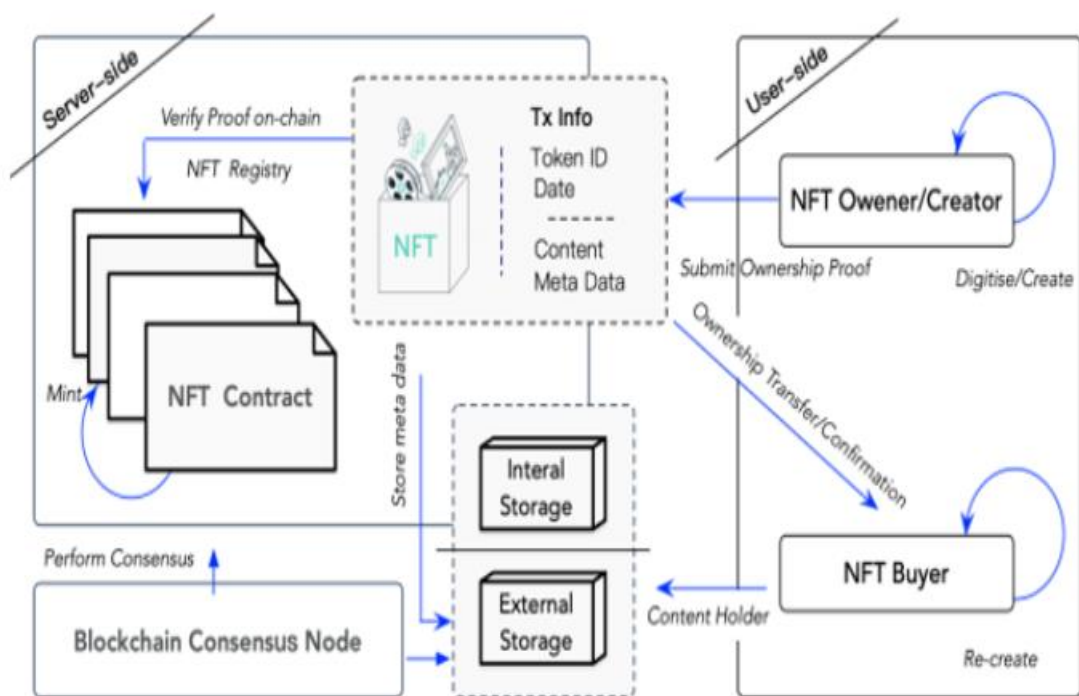 Server-side
User-side
Verify Proof on-chain
NFT Registry
NFT
Tx Info
Token ID
Date
Content
Meta Data
NFT Owener/Creator
Submit Ownership Proof
Digitise/Create
Mint
NFT Contract
Store meta data
Ownership Transfer/Confirmation
Interal
Storage
External
Storage
Perform Consensus
Blockchain Consensus Node
NFT Buyer
Content Holder
Re-create